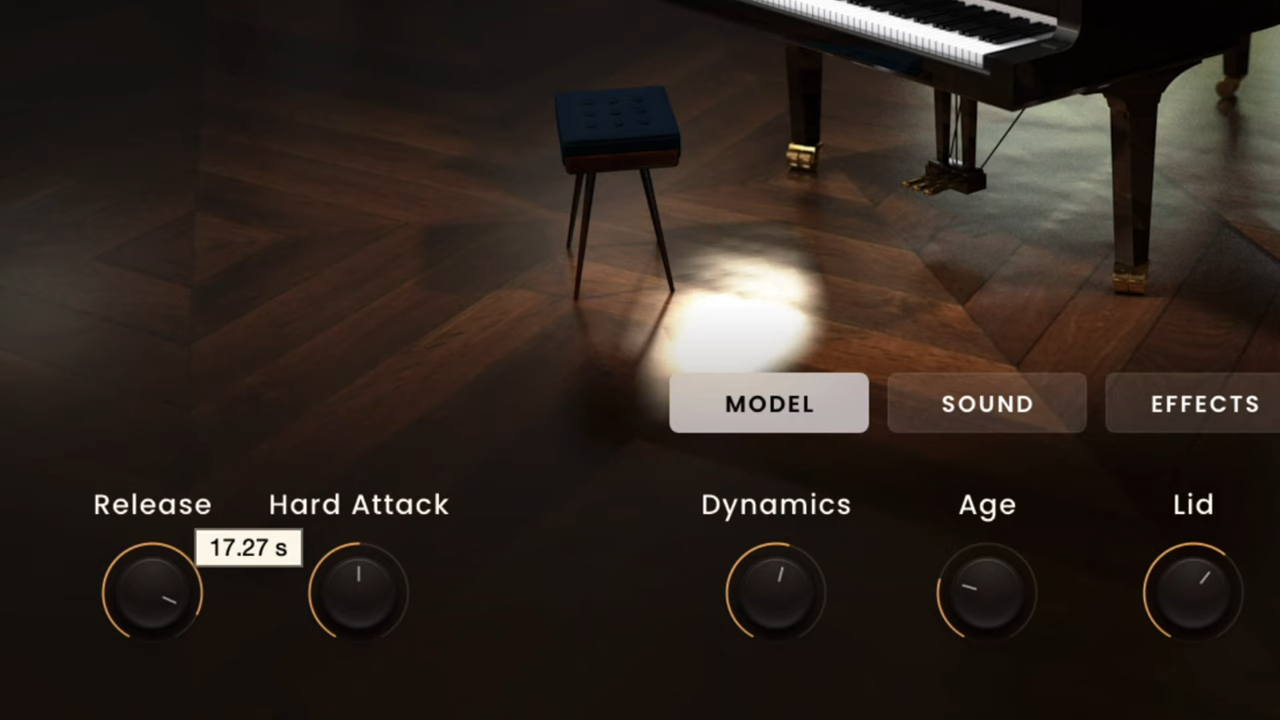 MODEL SOUND EFFECTS
Release Hard Attack Dynamics Age Lid
17.27 s